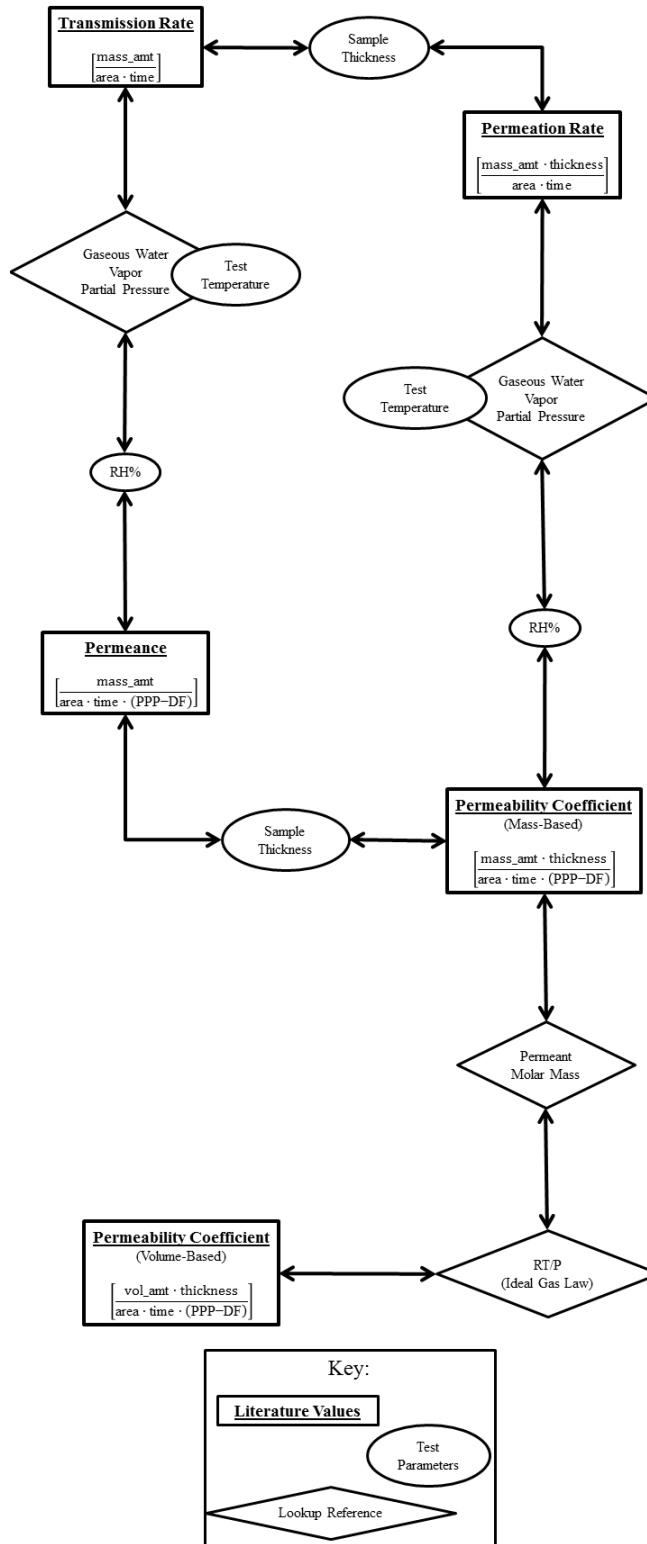 Transmission Rate
[mass_amt
area · time]
Sample
Thickness
Permeation Rate
[mass_amt · thickness
area · time]
Gaseous Water
Vapor
Partial Pressure
Test
Temperature
Test
Temperature
Gaseous Water
Vapor
Partial Pressure
RH%
RH%
Permeance
[mass_amt
area · time · (PPP−DF)]
Sample
Thickness
Permeability Coefficient
(Mass-Based)
[mass_amt · thickness
area · time · (PPP−DF)]
Permeant
Molar Mass
Permeability Coefficient
(Volume-Based)
[vol_amt · thickness
area · time · (PPP−DF)]
RT/P
(Ideal Gas Law)
Key:
Literature Values
Test
Parameters
Lookup Reference